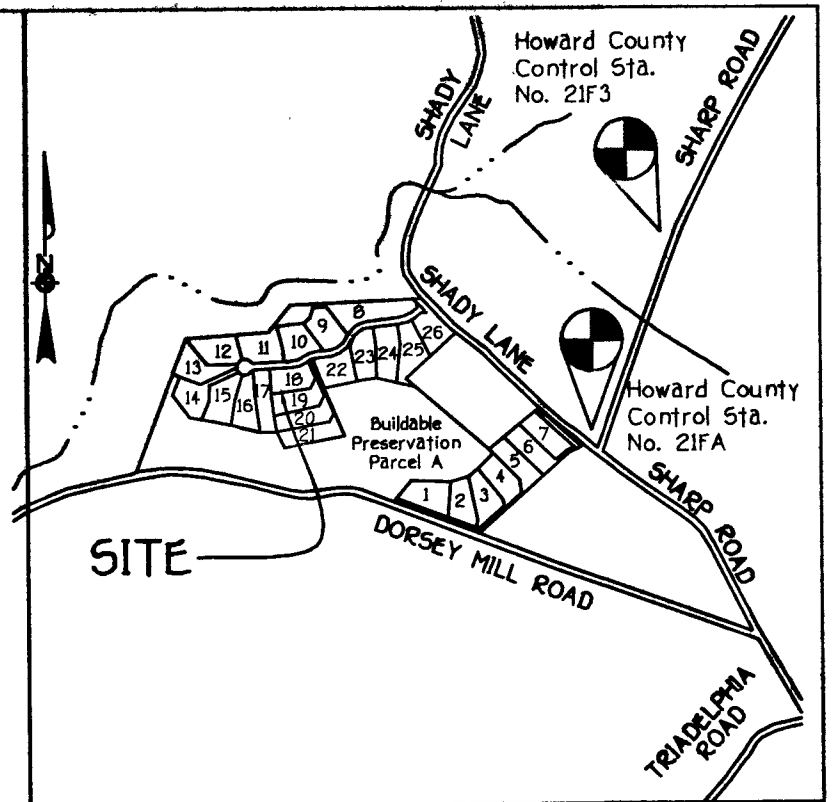 Howard County
Control Sta.
No. 21F3
SHADY
LANE
SHARP ROAD
N
SHADY LANE
8
9
10
11
12
13
14
15
16
17
18
19
20
21
22
23
24
25
26
Buildable
Preservation
Parcel A
Howard County
Control Sta.
No. 21FA
1
2
3
4
5
6
7
SITE
SHARP ROAD
DORSEY MILL ROAD
TRIADELPHIA
ROAD